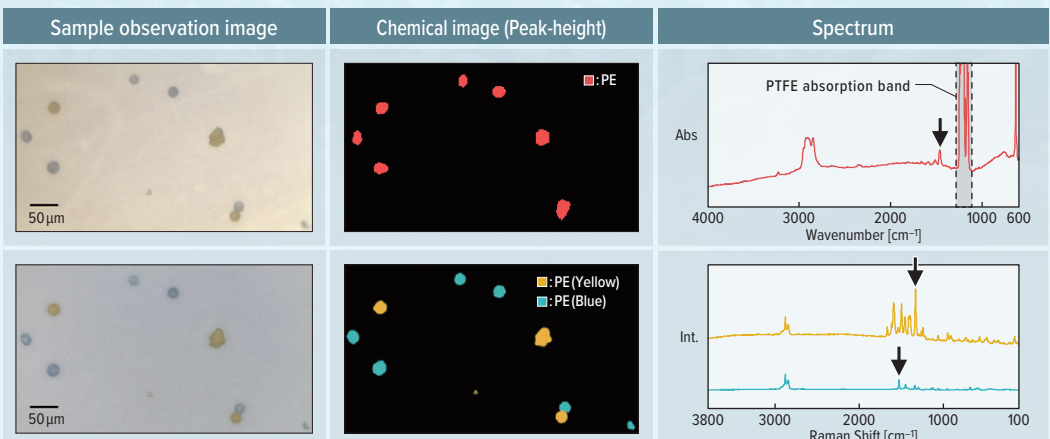 Sample observation image
Chemical image (Peak-height)
Spectrum
50 µm
: PE
PTFE absorption band
Abs
4000 3000 2000 1000 600
Wavenumber [cm⁻¹]
50 µm
: PE (Yellow)
: PE (Blue)
Int.
3800 3000 2000 1000 100
Raman Shift [cm⁻¹]